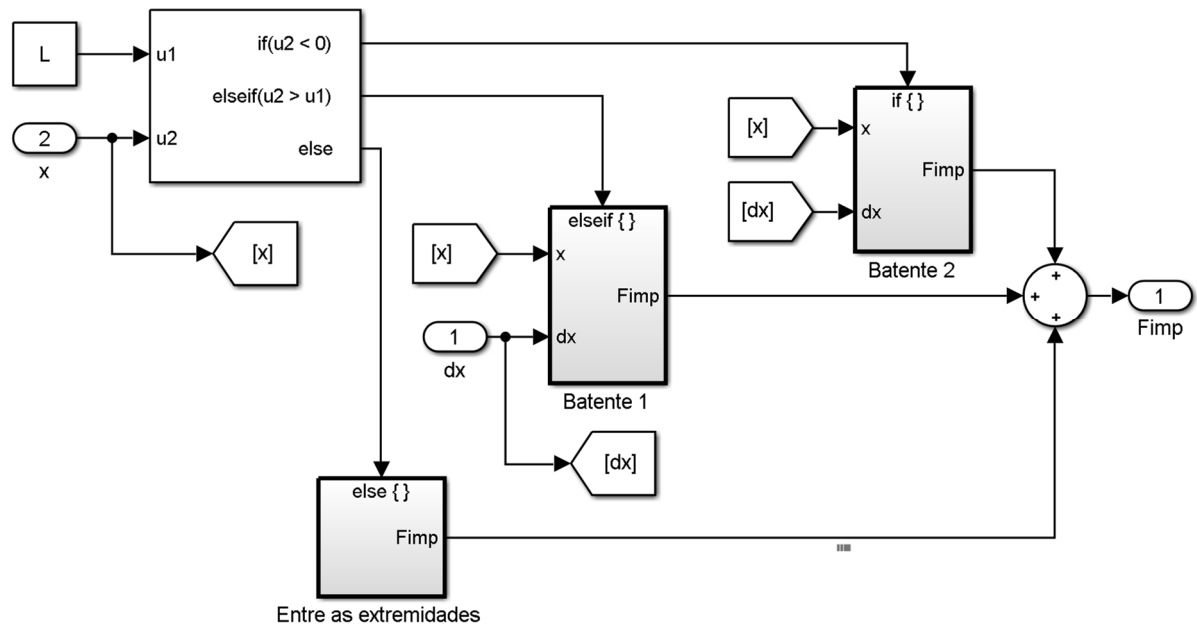 L
u1
if(u2 < 0)
elseif(u2 > u1)
2
u2
else
x
[x]
[x]
if { }
x
[dx]
dx
Fimp
Batente 2
[x]
elseif { }
x
Fimp
1
dx
dx
Batente 1
[dx]
+
+
+
1
Fimp
else { }
Fimp
Entre as extremidades